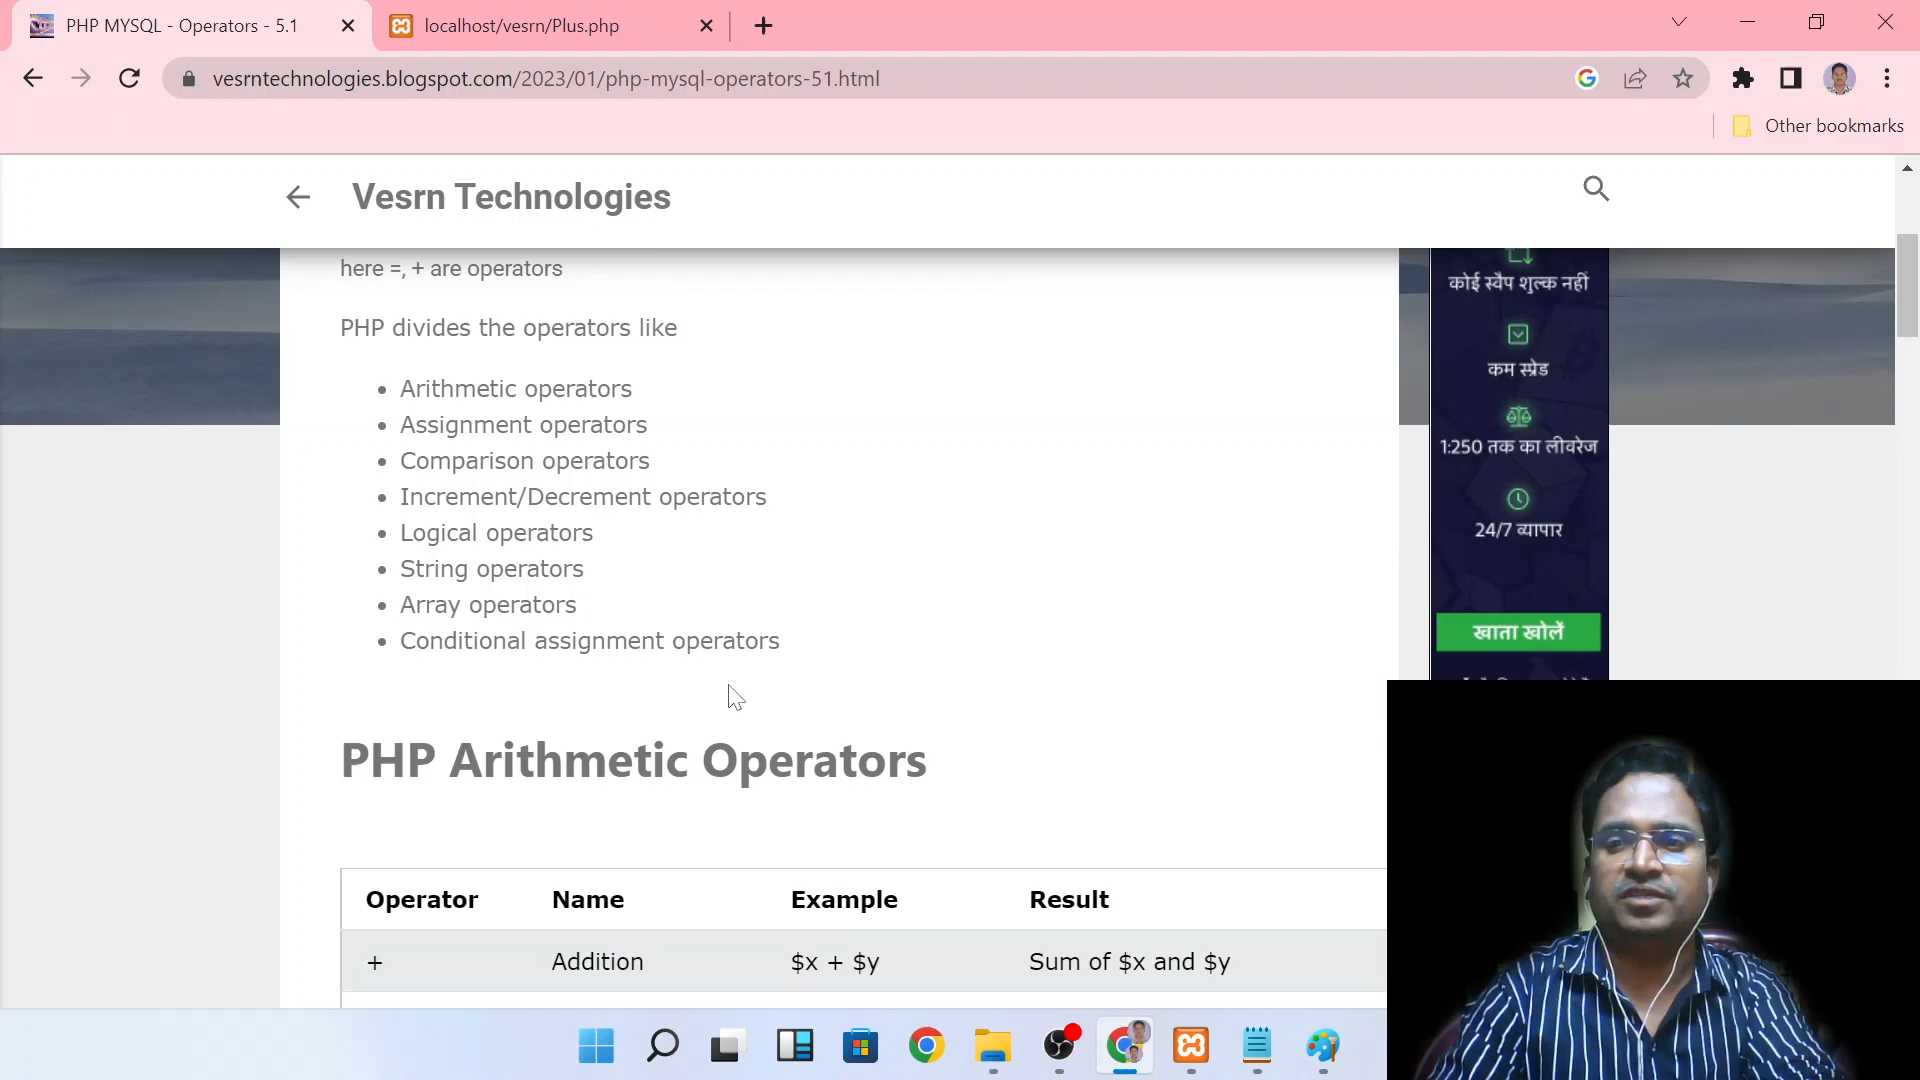 PHP MYSQL - Operators - 5.1
localhost/vesrn/Plus.php
vesrntechnologies.blogspot.com/2023/01/php-mysql-operators-51.html
Other bookmarks
Vesrn Technologies
here =, + are operators
PHP divides the operators like
Arithmetic operators
Assignment operators
Comparison operators
Increment/Decrement operators
Logical operators
String operators
Array operators
Conditional assignment operators
PHP Arithmetic Operators
Operator Name Example Result
+ Addition $x + $y Sum of $x and $y
कोई स्वैप शुल्क नहीं
कम स्प्रेड
1:250 तक का लीवरेज
24/7 व्यापार
खाता खोलें